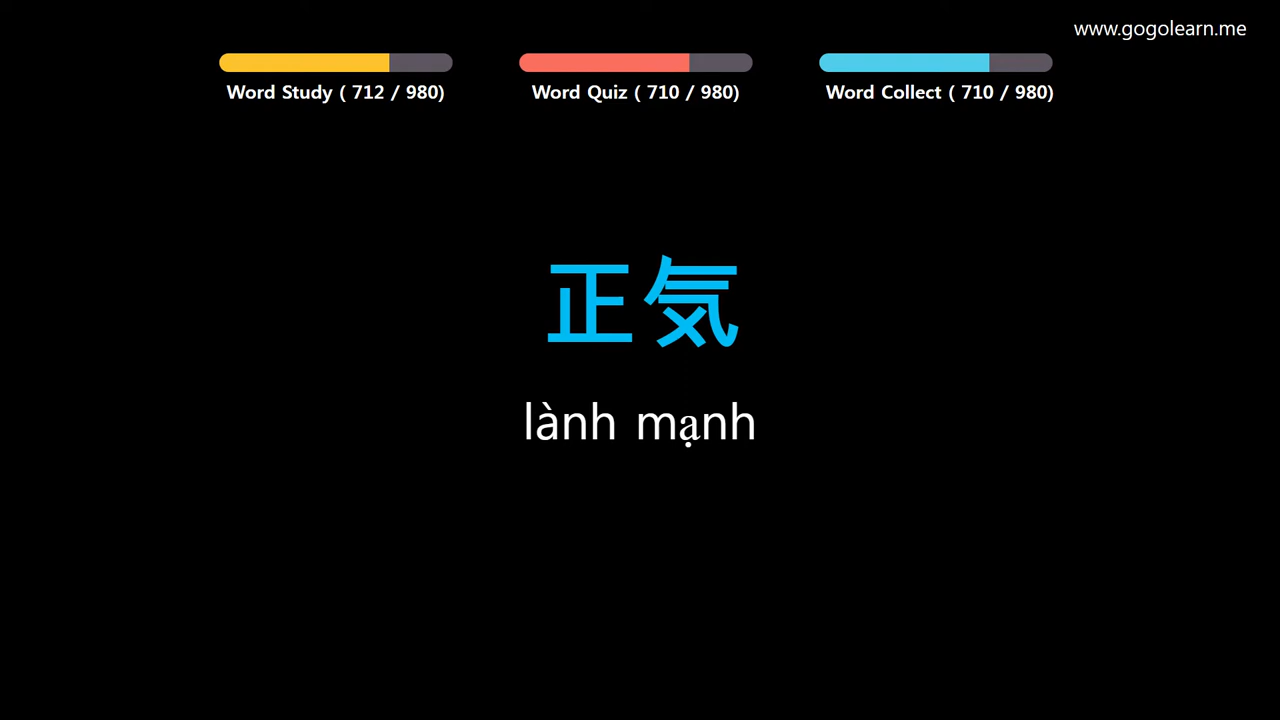 www.gogolearn.me
Word Study ( 712 / 980)
Word Quiz ( 710 / 980)
Word Collect ( 710 / 980)
正気
lành mạnh